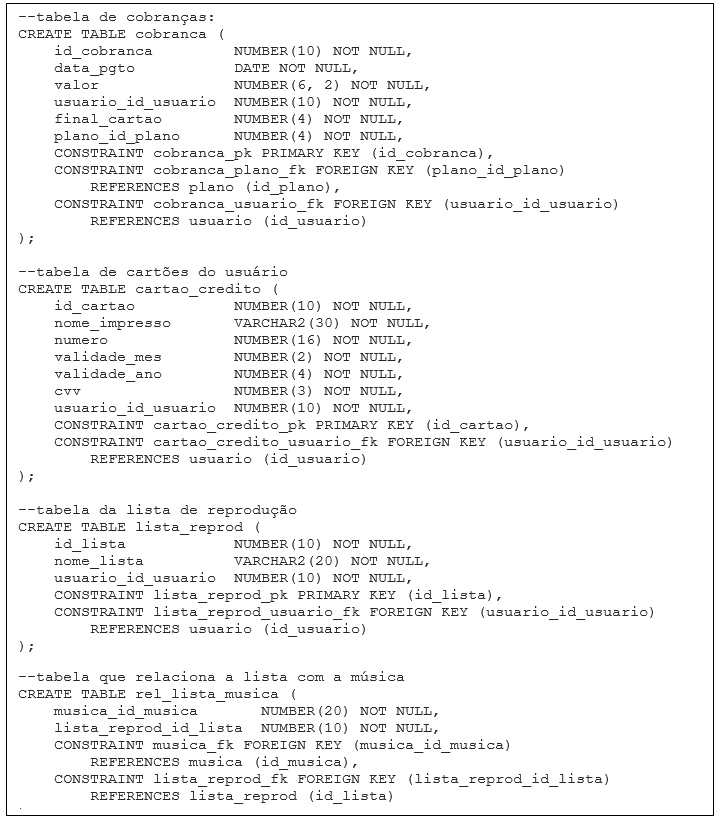 --tabela de cobranças:
CREATE TABLE cobranca (
    id_cobranca         NUMBER(10) NOT NULL,
    data_pgto           DATE NOT NULL,
    valor               NUMBER(6, 2) NOT NULL,
    usuario_id_usuario  NUMBER(10) NOT NULL,
    final_cartao        NUMBER(4) NOT NULL,
    plano_id_plano      NUMBER(4) NOT NULL,
    CONSTRAINT cobranca_pk PRIMARY KEY (id_cobranca),
    CONSTRAINT cobranca_plano_fk FOREIGN KEY (plano_id_plano)
        REFERENCES plano (id_plano),
    CONSTRAINT cobranca_usuario_fk FOREIGN KEY (usuario_id_usuario)
        REFERENCES usuario (id_usuario)
);
--tabela de cartões do usuário
CREATE TABLE cartao_credito (
    id_cartao           NUMBER(10) NOT NULL,
    nome_impresso       VARCHAR2(30) NOT NULL,
    numero              NUMBER(16) NOT NULL,
    validade_mes        NUMBER(2) NOT NULL,
    validade_ano        NUMBER(4) NOT NULL,
    cvv                 NUMBER(3) NOT NULL,
    usuario_id_usuario  NUMBER(10) NOT NULL,
    CONSTRAINT cartao_credito_pk PRIMARY KEY (id_cartao),
    CONSTRAINT cartao_credito_usuario_fk FOREIGN KEY (usuario_id_usuario)
        REFERENCES usuario (id_usuario)
);
--tabela da lista de reprodução
CREATE TABLE lista_reprod (
    id_lista            NUMBER(10) NOT NULL,
    nome_lista          VARCHAR2(20) NOT NULL,
    usuario_id_usuario  NUMBER(10) NOT NULL,
    CONSTRAINT lista_reprod_pk PRIMARY KEY (id_lista),
    CONSTRAINT lista_reprod_usuario_fk FOREIGN KEY (usuario_id_usuario)
        REFERENCES usuario (id_usuario)
);
--tabela que relaciona a lista com a música
CREATE TABLE rel_lista_musica (
    musica_id_musica       NUMBER(20) NOT NULL,
    lista_reprod_id_lista  NUMBER(10) NOT NULL,
    CONSTRAINT musica_fk FOREIGN KEY (musica_id_musica)
        REFERENCES musica (id_musica),
    CONSTRAINT lista_reprod_fk FOREIGN KEY (lista_reprod_id_lista)
        REFERENCES lista_reprod (id_lista)